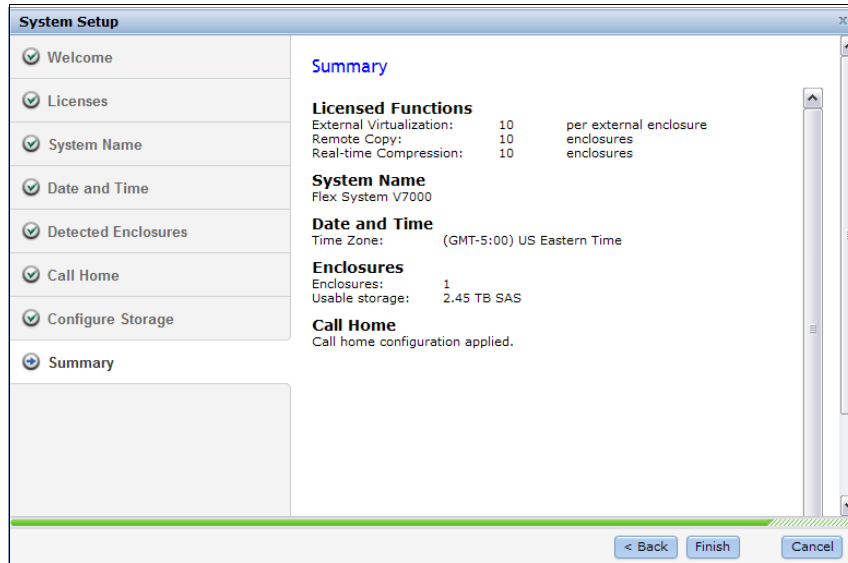 System Setup
x
Welcome
Licenses
System Name
Date and Time
Detected Enclosures
Call Home
Configure Storage
Summary
Summary
Licensed Functions
External Virtualization: 10 per external enclosure
Remote Copy: 10 enclosures
Real-time Compression: 10 enclosures
System Name
Flex System V7000
Date and Time
Time Zone: (GMT-5:00) US Eastern Time
Enclosures
Enclosures: 1
Usable storage: 2.45 TB SAS
Call Home
Call home configuration applied.
< Back Finish Cancel